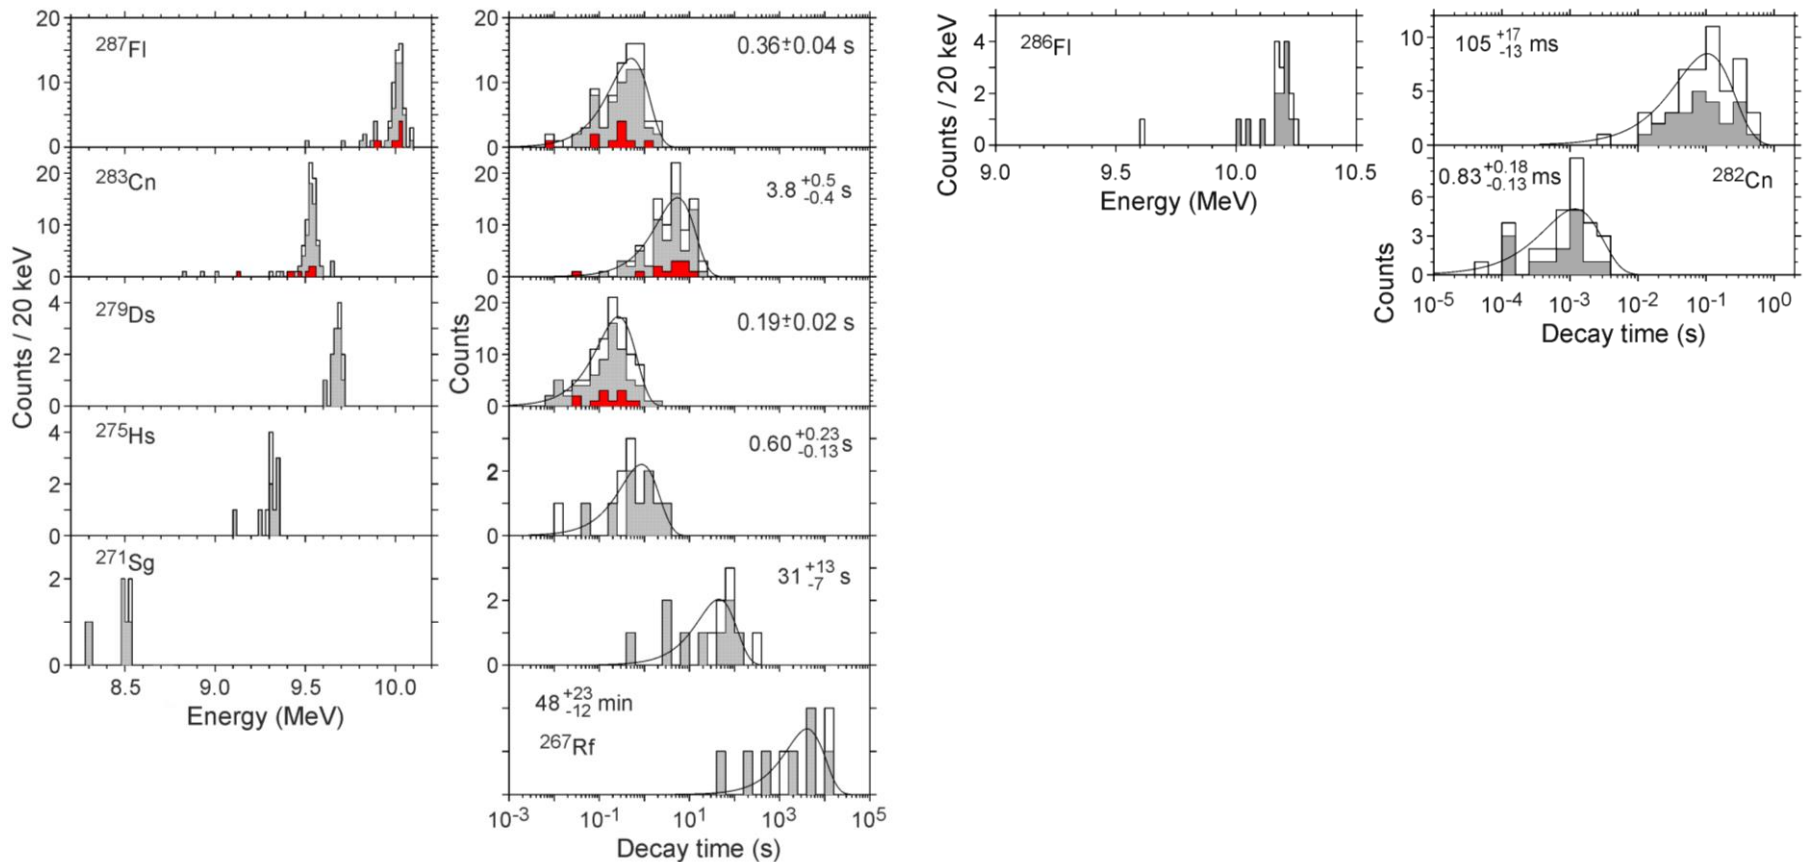 Counts / 20 keV
20
10
0
20
10
0
4
2
0
4
2
0
2
0
²⁸⁷Fl
²⁸³Cn
²⁷⁹Ds
²⁷⁵Hs
²⁷¹Sg
8.5 9.0 9.5 10.0
Energy (MeV)
Counts
20
10
0
20
10
0
20
10
0
2
0
2
0
0.36±0.04 s
3.8 +0.5 -0.4 s
0.19±0.02 s
0.60 +0.23 -0.13 s
31 +13 -7 s
48 +23 -12 min
²⁶⁷Rf
10⁻³ 10⁻¹ 10¹ 10³ 10⁵
Decay time (s)
Counts / 20 keV
4
2
0
²⁸⁶Fl
9.0 9.5 10.0 10.5
Energy (MeV)
Counts
10
5
0
6
3
0
105 +17 -13 ms
0.83 +0.18 -0.13 ms
²⁸²Cn
10⁻⁵ 10⁻⁴ 10⁻³ 10⁻² 10⁻¹ 10⁰
Decay time (s)